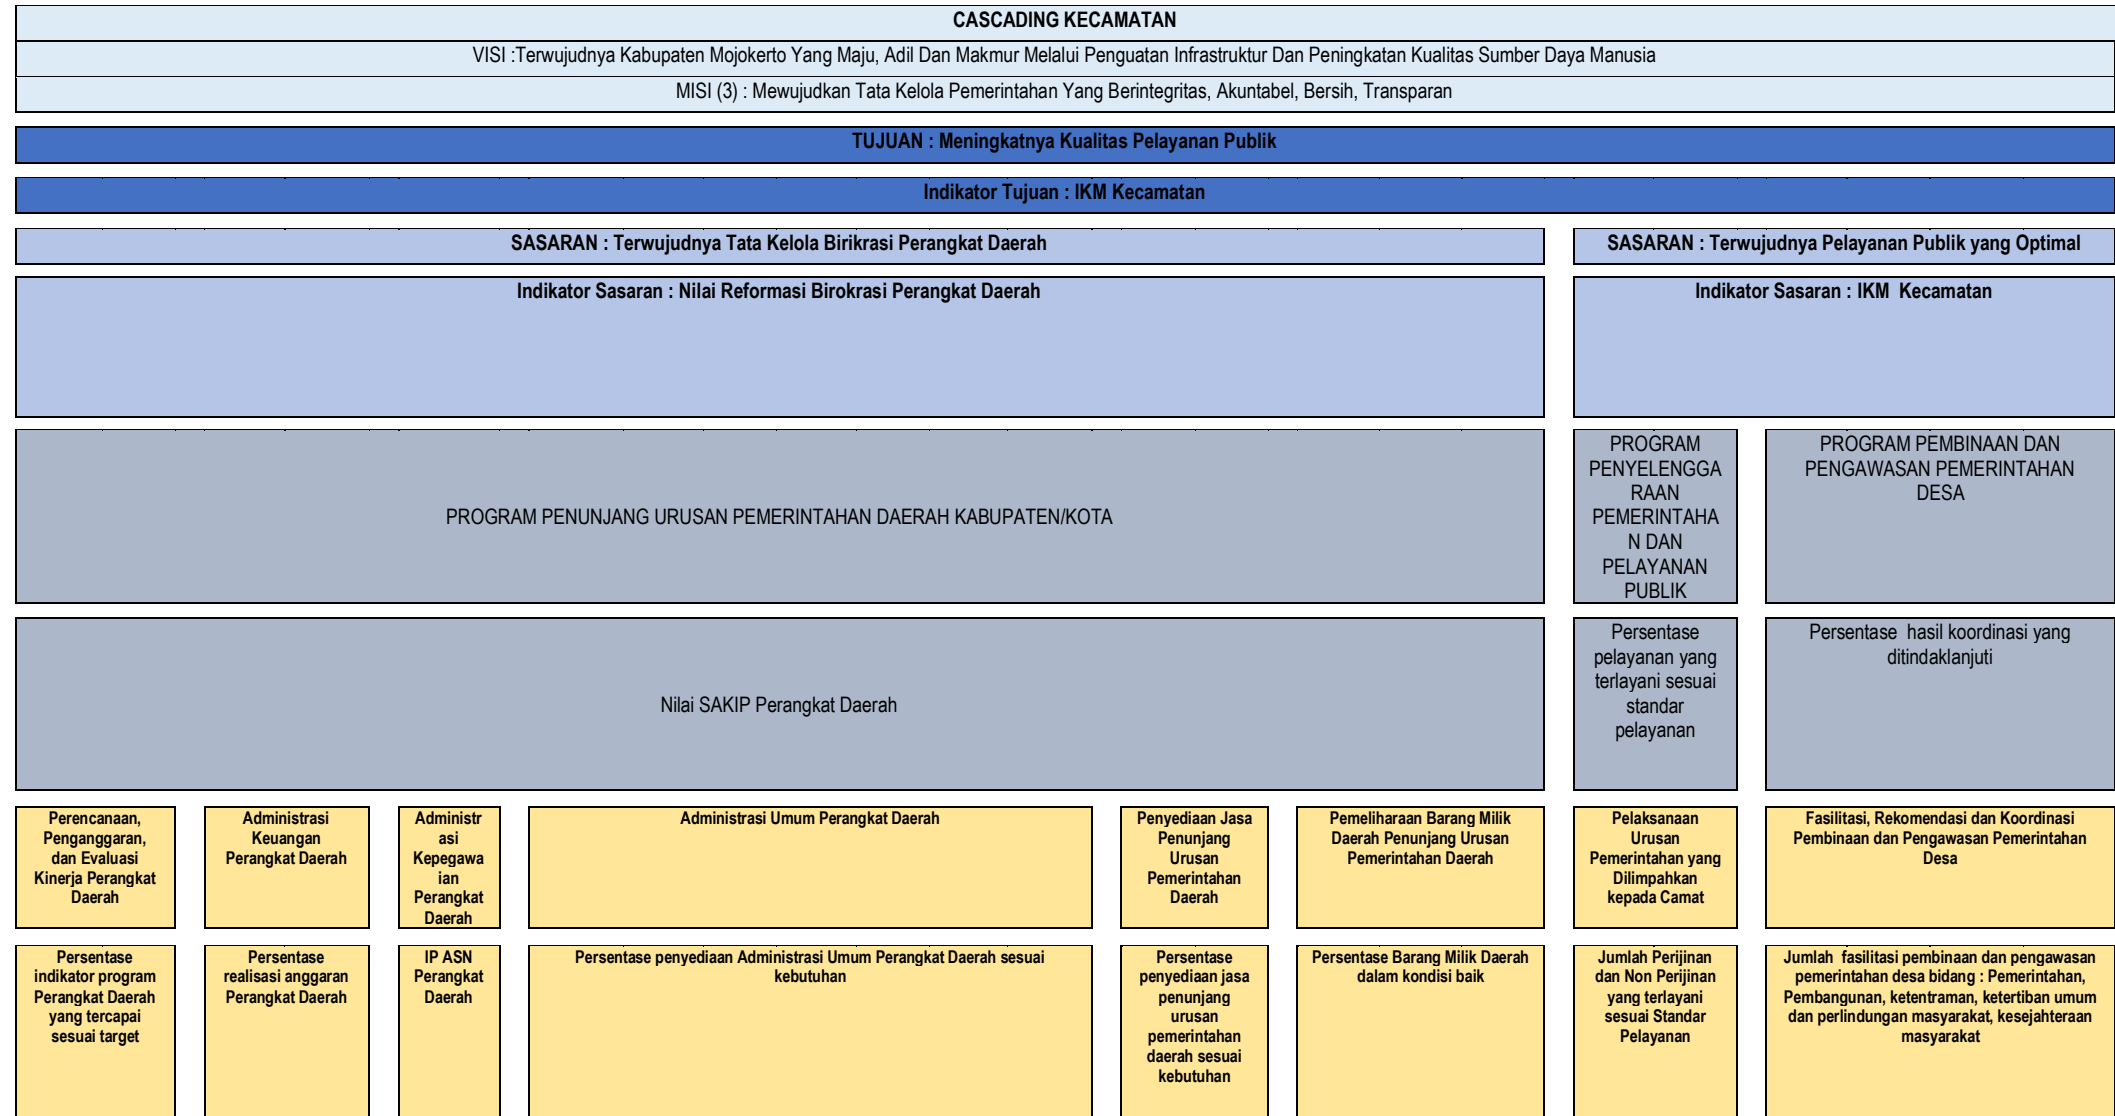 CASCADING KECAMATAN
VISI :Terwujudnya Kabupaten Mojokerto Yang Maju, Adil Dan Makmur Melalui Penguatan Infrastruktur Dan Peningkatan Kualitas Sumber Daya Manusia
MISI (3) : Mewujudkan Tata Kelola Pemerintahan Yang Berintegritas, Akuntabel, Bersih, Transparan
TUJUAN : Meningkatnya Kualitas Pelayanan Publik
Indikator Tujuan : IKM Kecamatan
SASARAN : Terwujudnya Tata Kelola Birikrasi Perangkat Daerah
SASARAN : Terwujudnya Pelayanan Publik yang Optimal
Indikator Sasaran : Nilai Reformasi Birokrasi Perangkat Daerah
Indikator Sasaran : IKM  Kecamatan
PROGRAM PENUNJANG URUSAN PEMERINTAHAN DAERAH KABUPATEN/KOTA
PROGRAM
PENYELENGGA
RAAN
PEMERINTAHA
N DAN
PELAYANAN
PUBLIK
PROGRAM PEMBINAAN DAN
PENGAWASAN PEMERINTAHAN
DESA
Nilai SAKIP Perangkat Daerah
Persentase
pelayanan yang
terlayani sesuai
standar
pelayanan
Persentase  hasil koordinasi yang
ditindaklanjuti
Perencanaan,
Penganggaran,
dan Evaluasi
Kinerja Perangkat
Daerah
Administrasi
Keuangan
Perangkat Daerah
Administr
asi
Kepegawa
ian
Perangkat
Daerah
Administrasi Umum Perangkat Daerah
Penyediaan Jasa
Penunjang
Urusan
Pemerintahan
Daerah
Pemeliharaan Barang Milik
Daerah Penunjang Urusan
Pemerintahan Daerah
Pelaksanaan
Urusan
Pemerintahan yang
Dilimpahkan
kepada Camat
Fasilitasi, Rekomendasi dan Koordinasi
Pembinaan dan Pengawasan Pemerintahan
Desa
Persentase
indikator program
Perangkat Daerah
yang tercapai
sesuai target
Persentase
realisasi anggaran
Perangkat Daerah
IP ASN
Perangkat
Daerah
Persentase penyediaan Administrasi Umum Perangkat Daerah sesuai
kebutuhan
Persentase
penyediaan jasa
penunjang
urusan
pemerintahan
daerah sesuai
kebutuhan
Persentase Barang Milik Daerah
dalam kondisi baik
Jumlah Perijinan
dan Non Perijinan
yang terlayani
sesuai Standar
Pelayanan
Jumlah  fasilitasi pembinaan dan pengawasan
pemerintahan desa bidang : Pemerintahan,
Pembangunan, ketentraman, ketertiban umum
dan perlindungan masyarakat, kesejahteraan
masyarakat